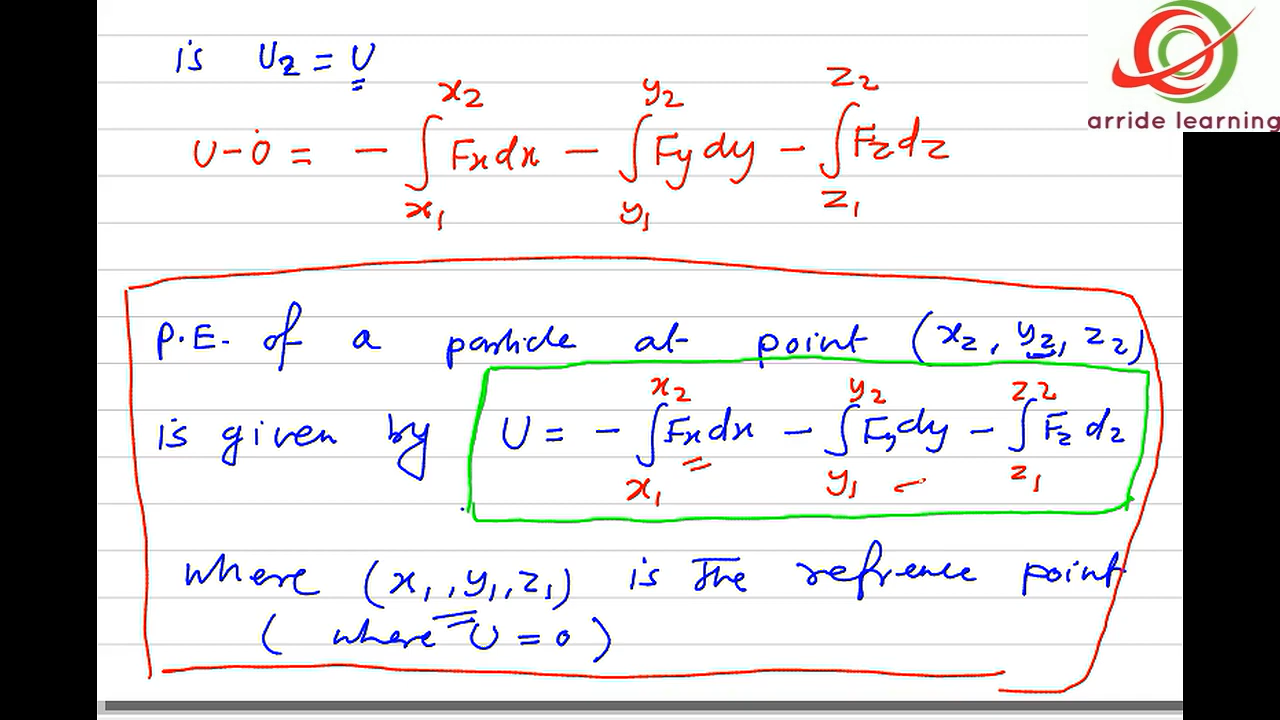 is U₂ = U
arride learning
U - 0 = - ∫_{x₁}^{x₂} Fx dx - ∫_{y₁}^{y₂} Fy dy - ∫_{z₁}^{z₂} Fz dz
P.E. of a particle at point (x₂, y₂, z₂)
is given by U = - ∫_{x₁}^{x₂} Fx dx - ∫_{y₁}^{y₂} Fy dy - ∫_{z₁}^{z₂} Fz dz
where (x₁, y₁, z₁) is the refrence point
( where U = 0 )